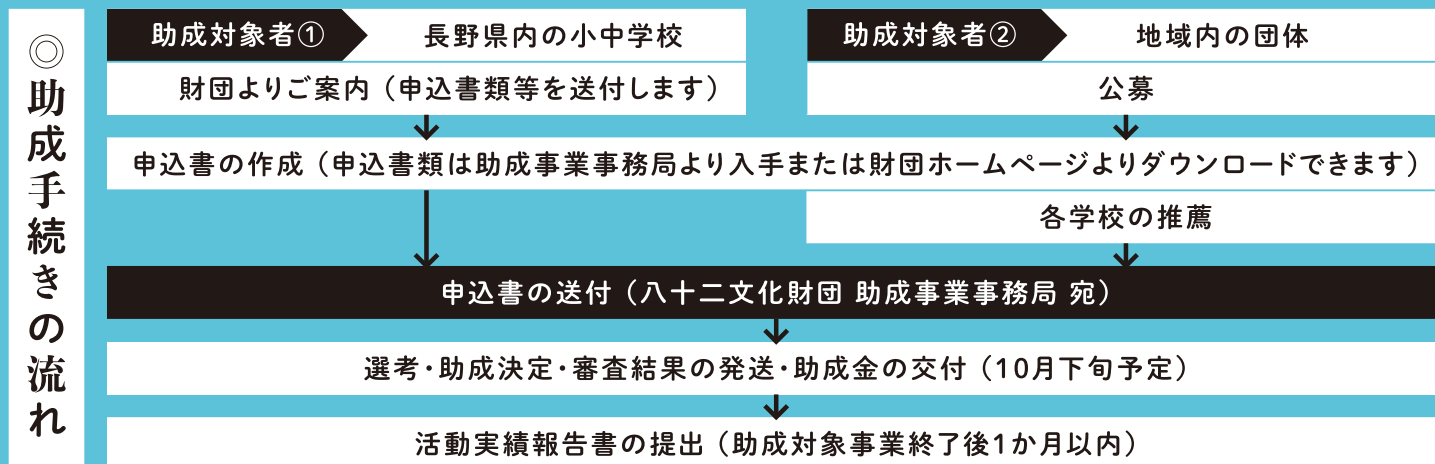 ◎助成手続きの流れ
助成対象者① 長野県内の小中学校
財団よりご案内（申込書類等を送付します）
助成対象者② 地域内の団体
公募
申込書の作成（申込書類は助成事業事務局より入手または財団ホームページよりダウンロードできます）
各学校の推薦
申込書の送付（八十二文化財団 助成事業事務局 宛）
選考・助成決定・審査結果の発送・助成金の交付（10月下旬予定）
活動実績報告書の提出（助成対象事業終了後1か月以内）